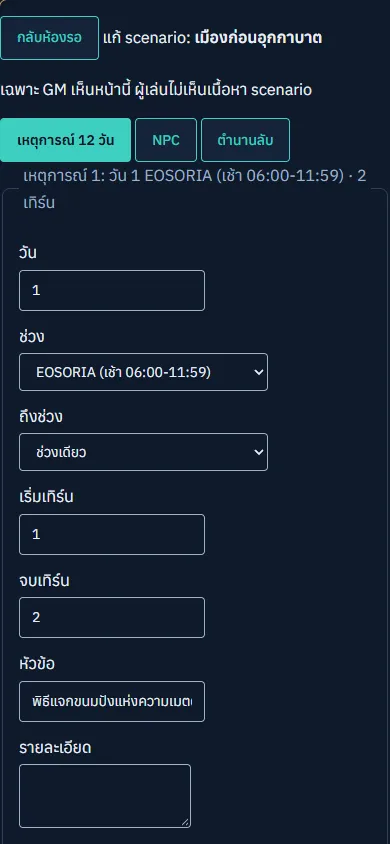 กลับห้องรอ แก้ scenario: เมืองก่อนอุกกาบาต
เฉพาะ GM เห็นหน้านี้ ผู้เล่นไม่เห็นเนื้อหา scenario
เหตุการณ์ 12 วัน NPC ตำนานลับ
เหตุการณ์ 1: วัน 1 EOSORIA (เช้า 06:00-11:59) · 2
เทิร์น
วัน
1
ช่วง
EOSORIA (เช้า 06:00-11:59)
ถึงช่วง
ช่วงเดียว
เริ่มเทิร์น
1
จบเทิร์น
2
หัวข้อ
พิธีแจกขนมปังแห่งความเมต
รายละเอียด